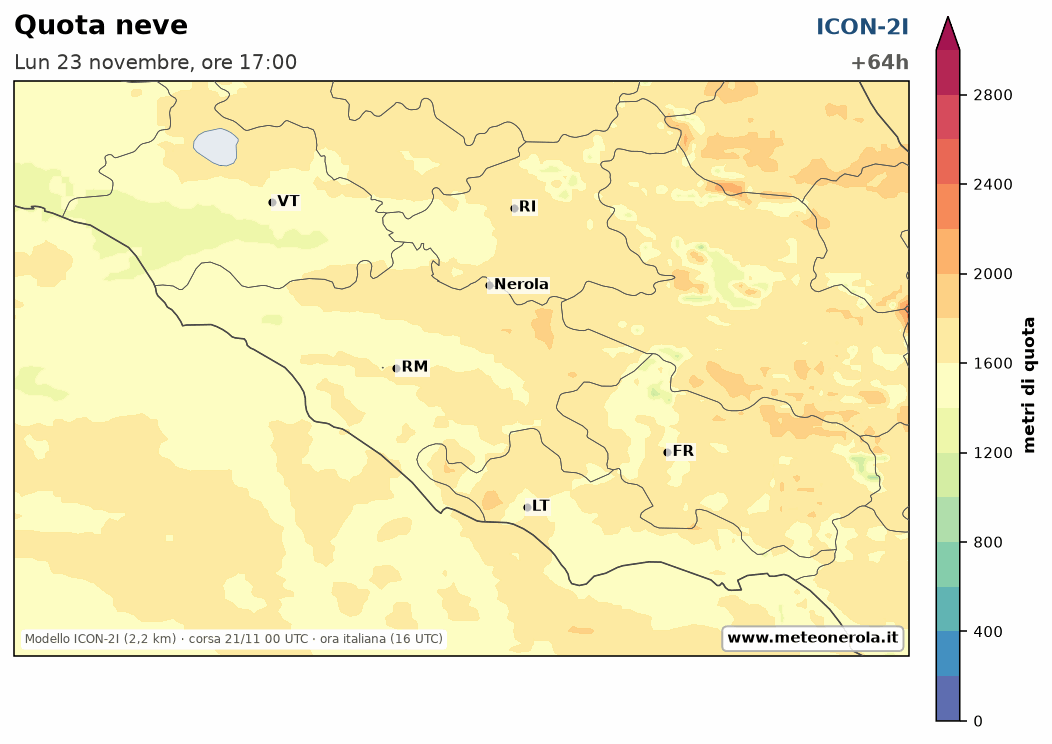 Quota neve
ICON-2I
Lun 23 novembre, ore 17:00
+64h
2800
2400
2000
1600
1200
800
400
0
metri di quota
VT
RI
Nerola
RM
FR
LT
Modello ICON-2I (2,2 km) · corsa 21/11 00 UTC · ora italiana (16 UTC)
www.meteonerola.it